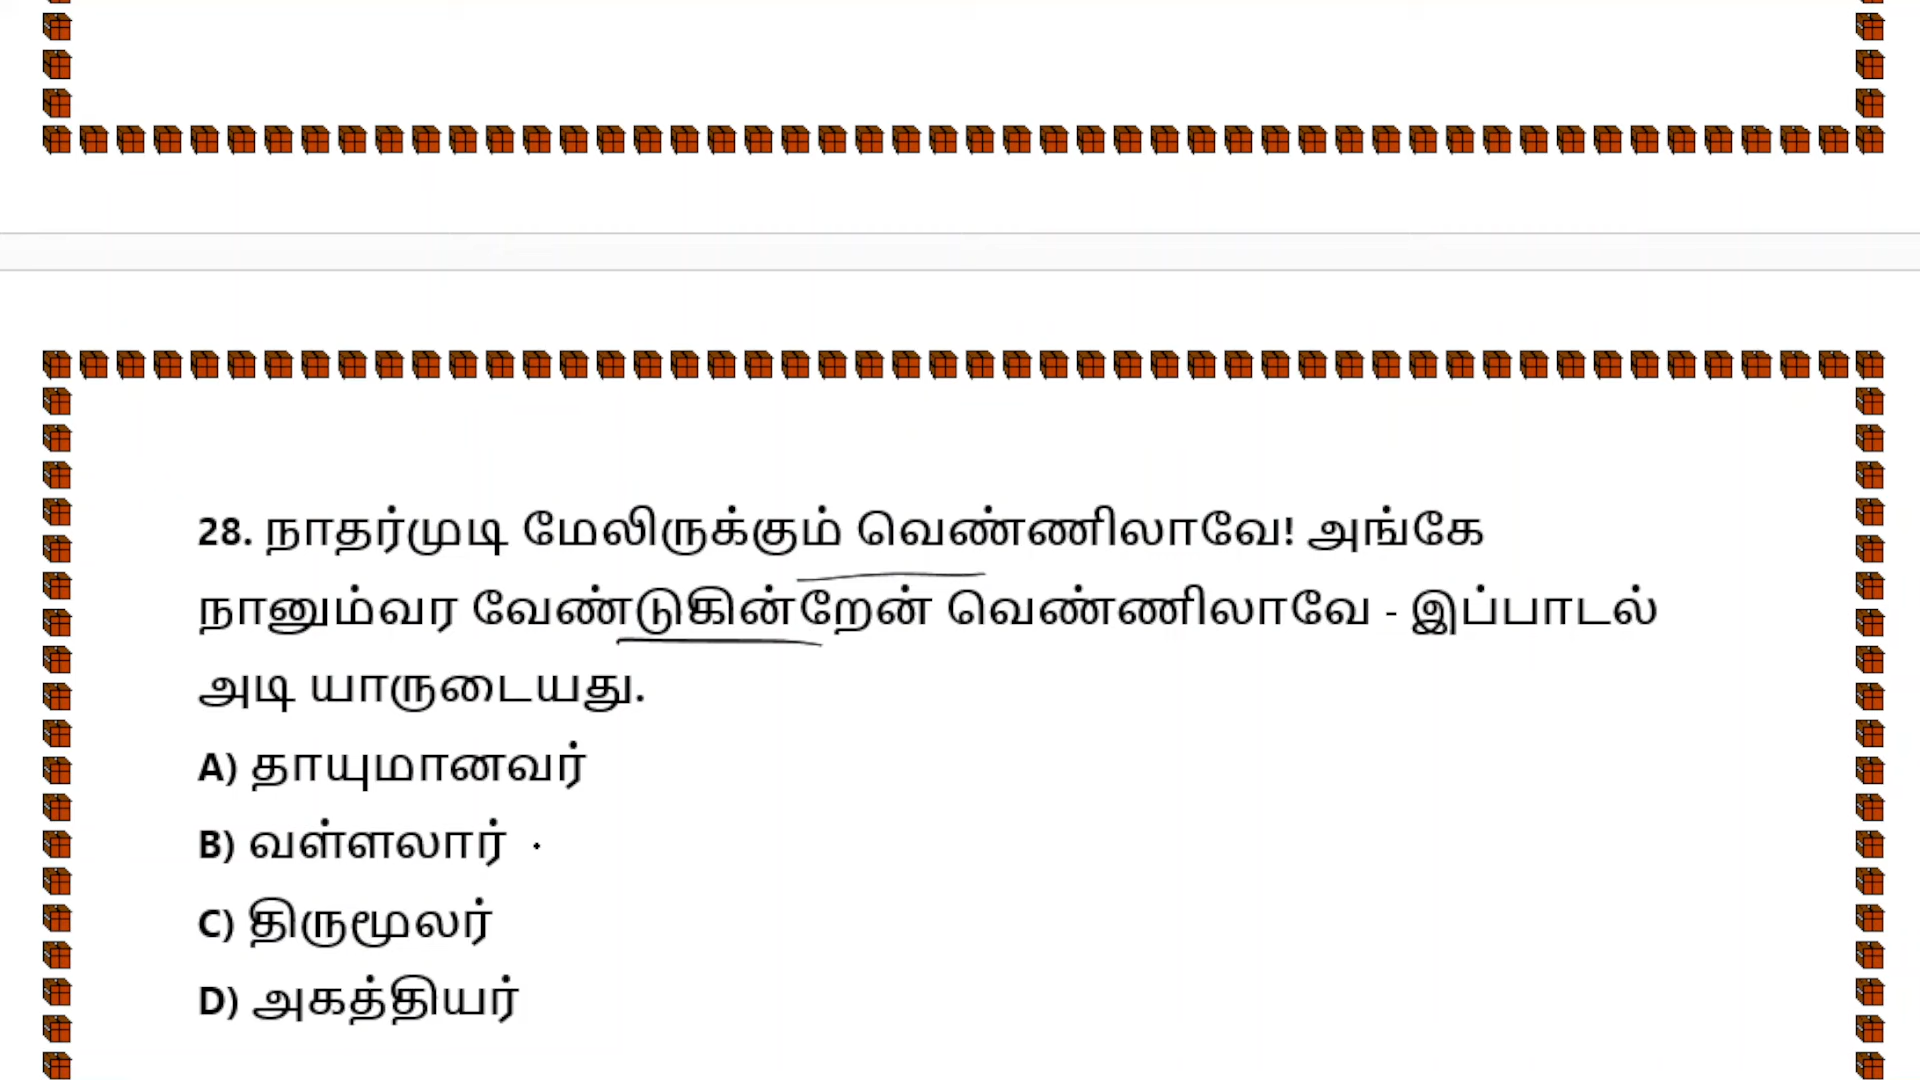 28. நாதர்முடி மேலிருக்கும் வெண்ணிலாவே! அங்கே
நானும்வர வேண்டுகின்றேன் வெண்ணிலாவே - இப்பாடல்
அடி யாருடையது.
A) தாயுமானவர்
B) வள்ளலார்
C) திருமூலர்
D) அகத்தியர்